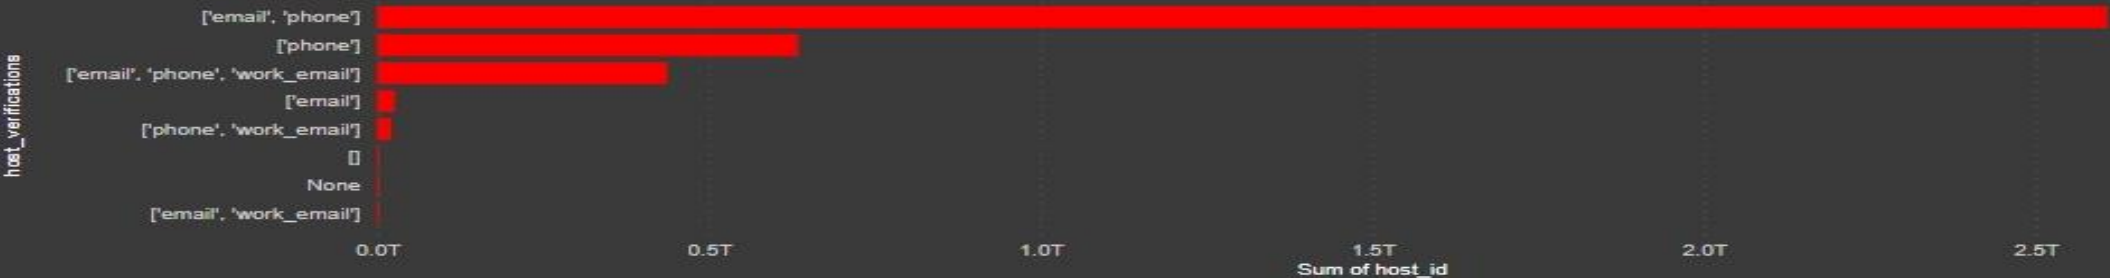 host_verifications
['email', 'phone']
['phone']
['email', 'phone', 'work_email']
['email']
['phone', 'work_email']
[]
None
['email', 'work_email']
0.0T 0.5T 1.0T 1.5T 2.0T 2.5T
Sum of host_id